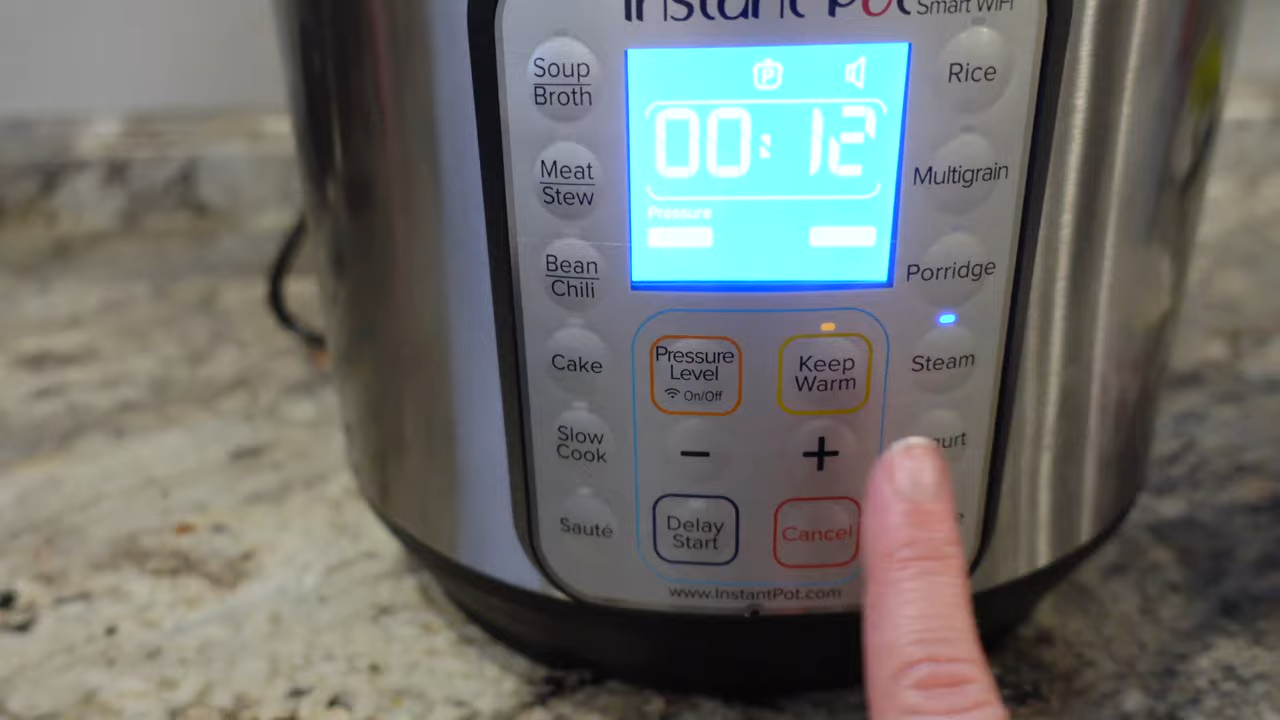 Instant Pot Smart WiFi
Soup
Broth
Rice
00:12
Meat
Stew
Multigrain
Pressure
Bean
Chili
Porridge
Cake
Pressure
Level
On/Off
Keep
Warm
Steam
Slow
Cook
-
+
Sauté
Delay
Start
Cancel
www.InstantPot.com